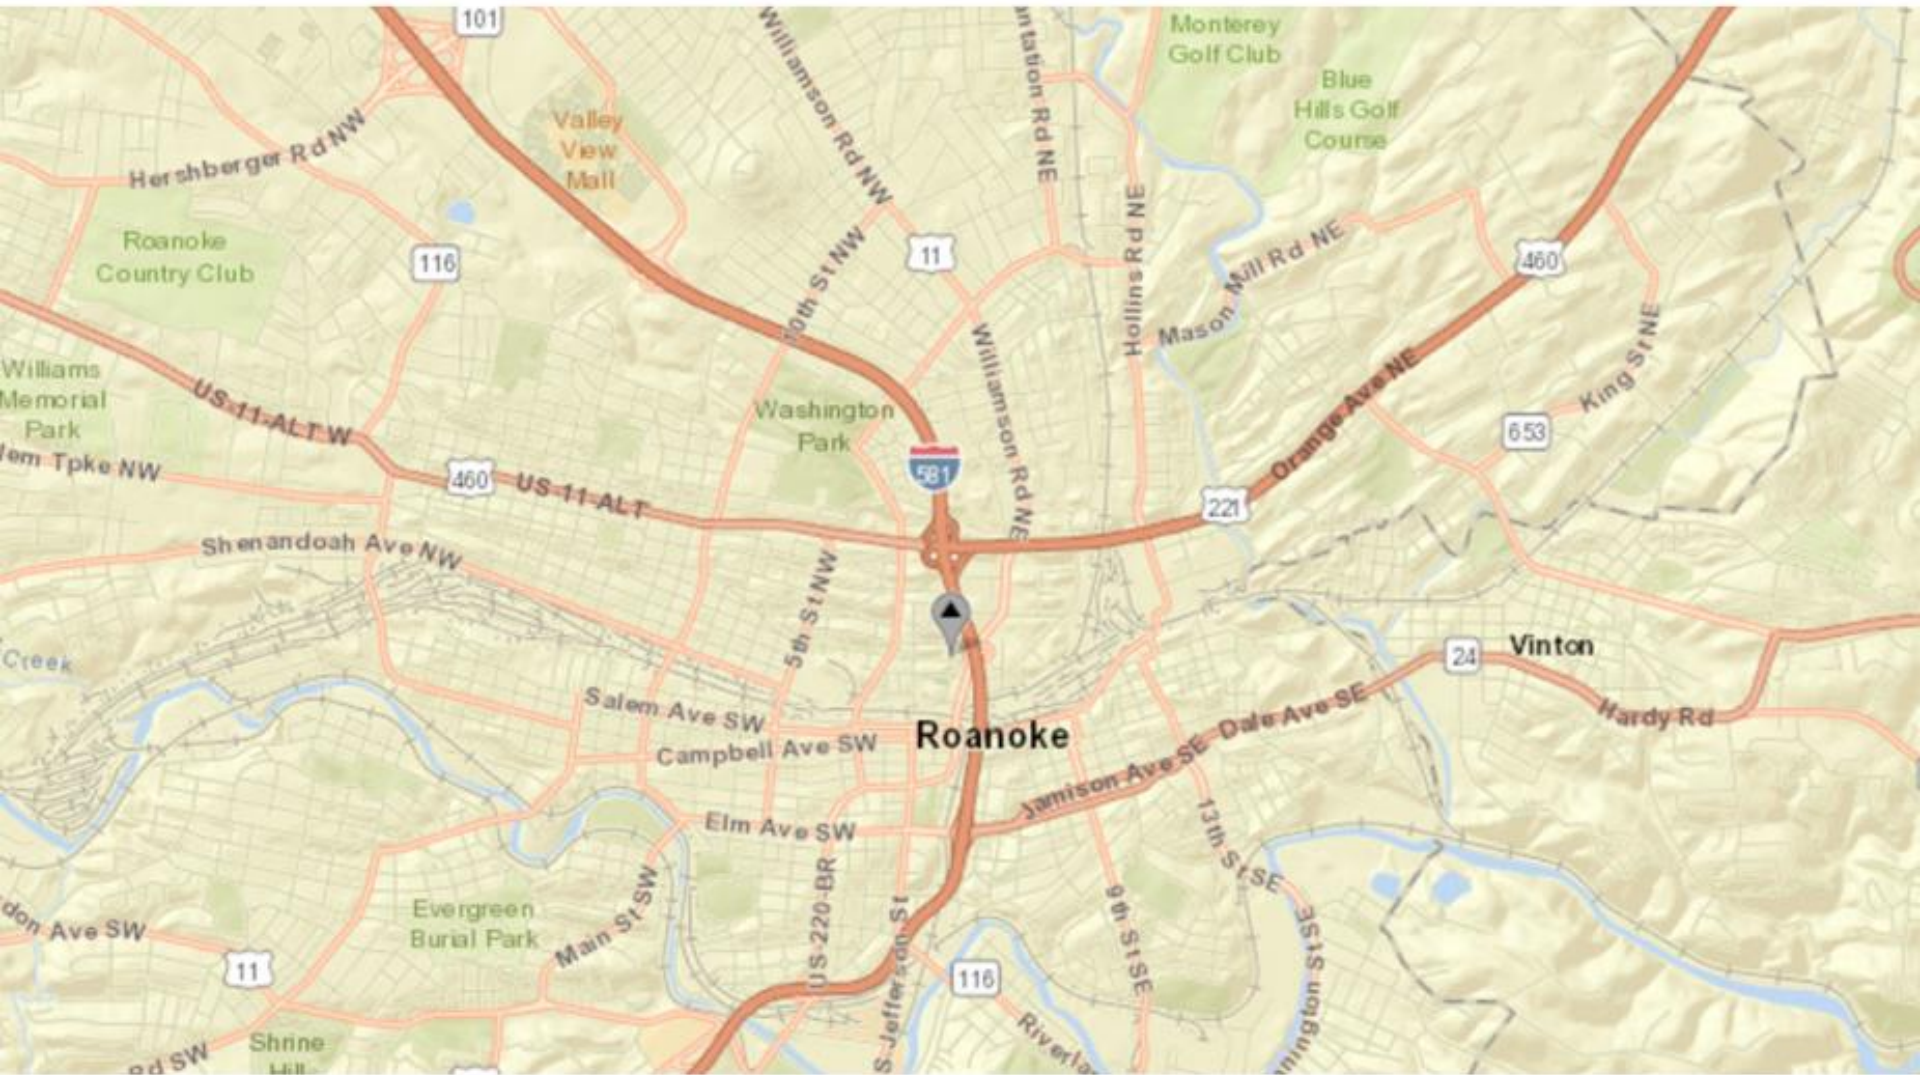 101
Williamson Rd NW
Monterey
Golf Club
Blue
Hills Golf
Course
Valley
View
Mall
Hershberger Rd NW
Roanoke
Country Club
116
10th St NW
11
Hollins Rd NE
Mason Mill Rd NE
460
King St NE
Williams
Memorial
Park
US 11-ALT W
Tpke NW
460
US 11-ALT
Washington
Park
581
Williamson Rd NE
Orange Ave NE
653
221
Shenandoah Ave NW
5th St NW
Creek
Vinton
24
Hardy Rd
Salem Ave SW
Campbell Ave SW
Roanoke
Jamison Ave SE
Dale Ave SE
Elm Ave SW
13th St SE
Evergreen
Burial Park
Main St SW
US-220-BR
S Jefferson St
9th St SE
Ave SW
11
116
St SE
Shrine
Hill
Rd SW